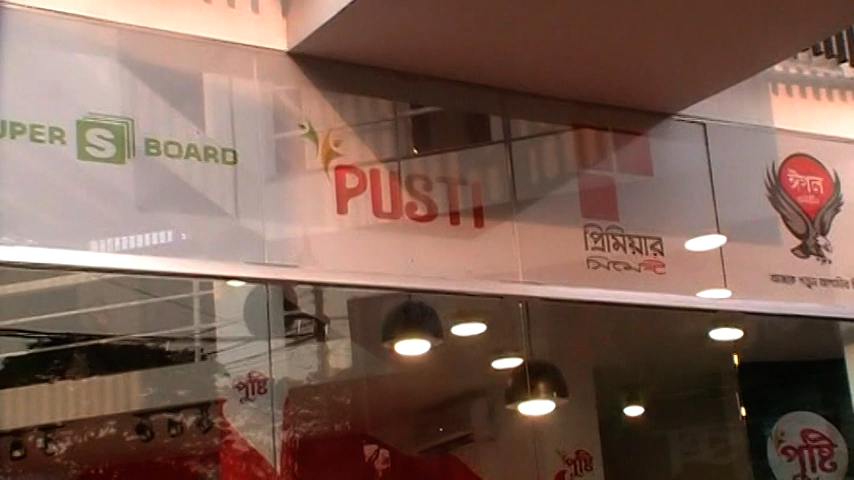 UPER S BOARD
PUSTI
প্রিমিয়ার
সিমেন্ট
ঈগল
পুষ্টি
পুষ্টি
পুষ্টি